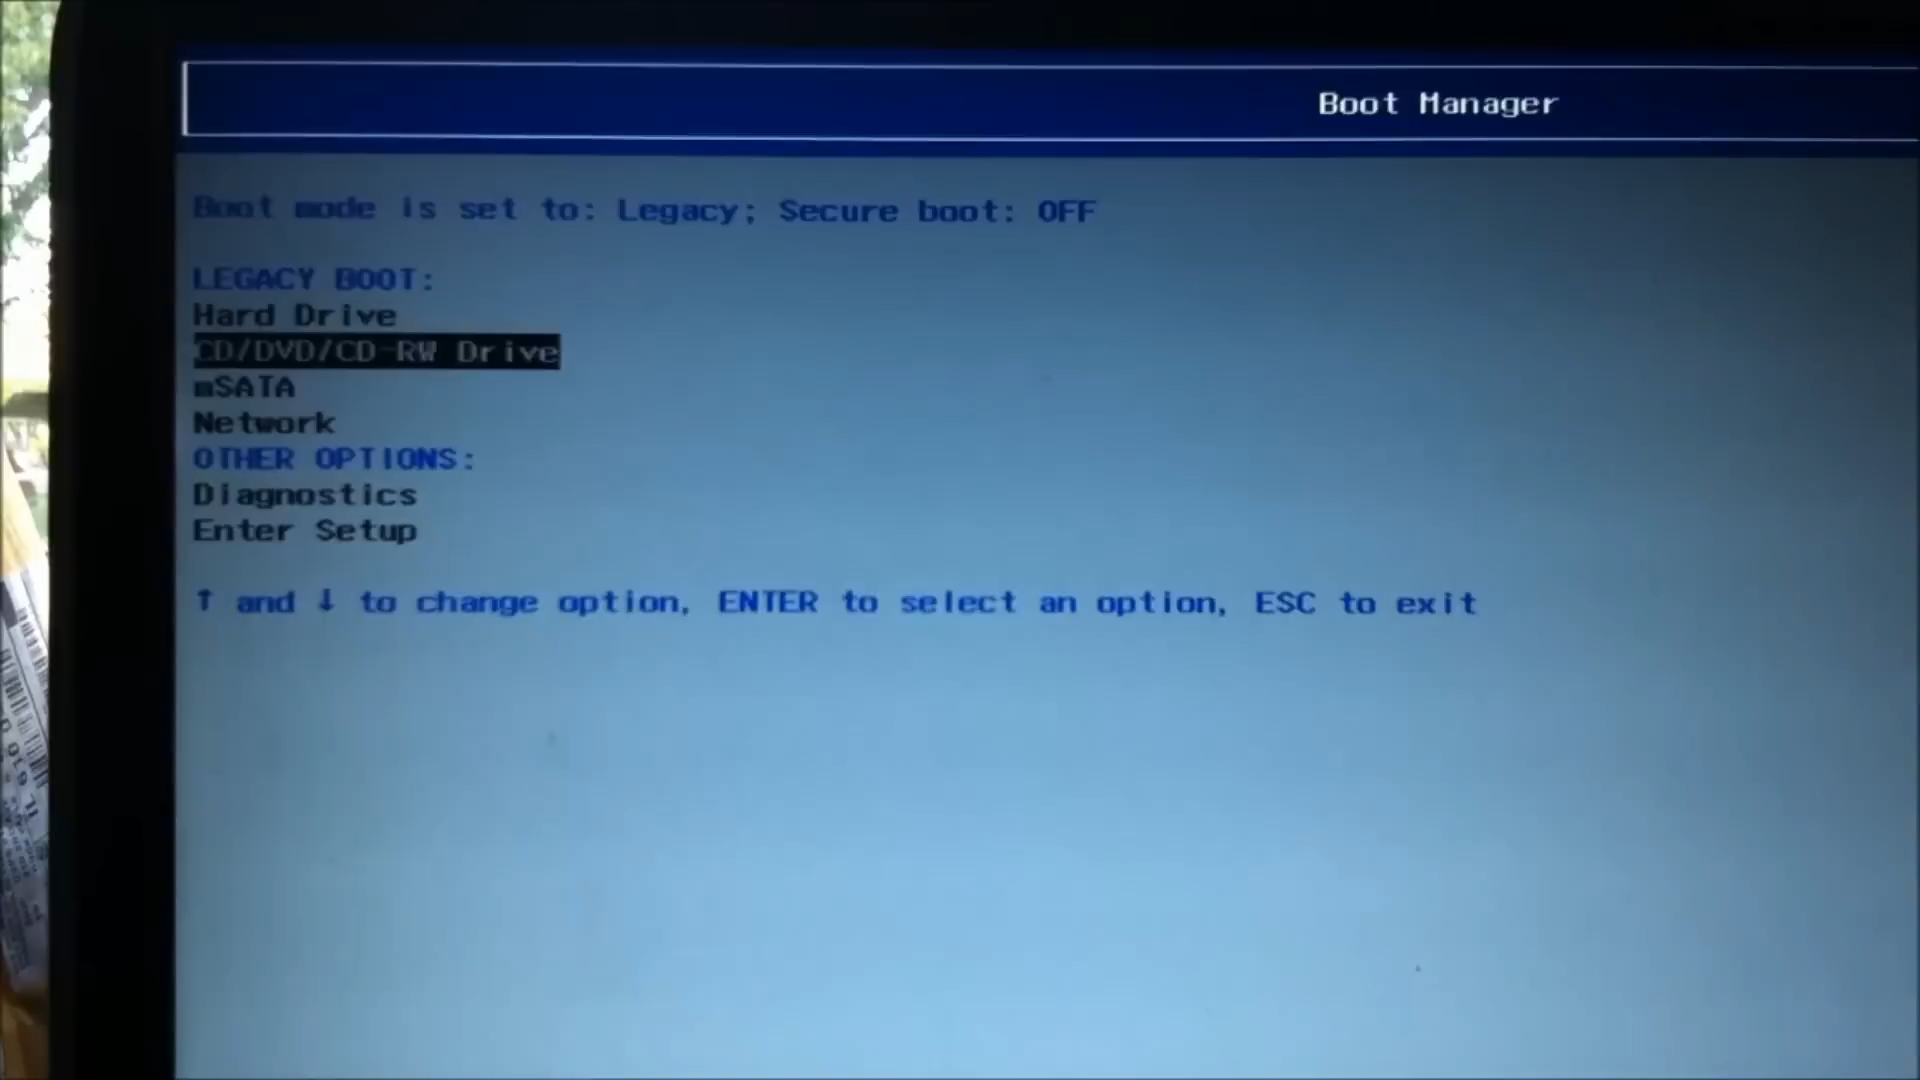 Boot Manager
Boot mode is set to: Legacy; Secure boot: OFF
LEGACY BOOT:
Hard Drive
CD/DVD/CD-RW Drive
mSATA
Network
OTHER OPTIONS:
Diagnostics
Enter Setup
↑ and ↓ to change option, ENTER to select an option, ESC to exit